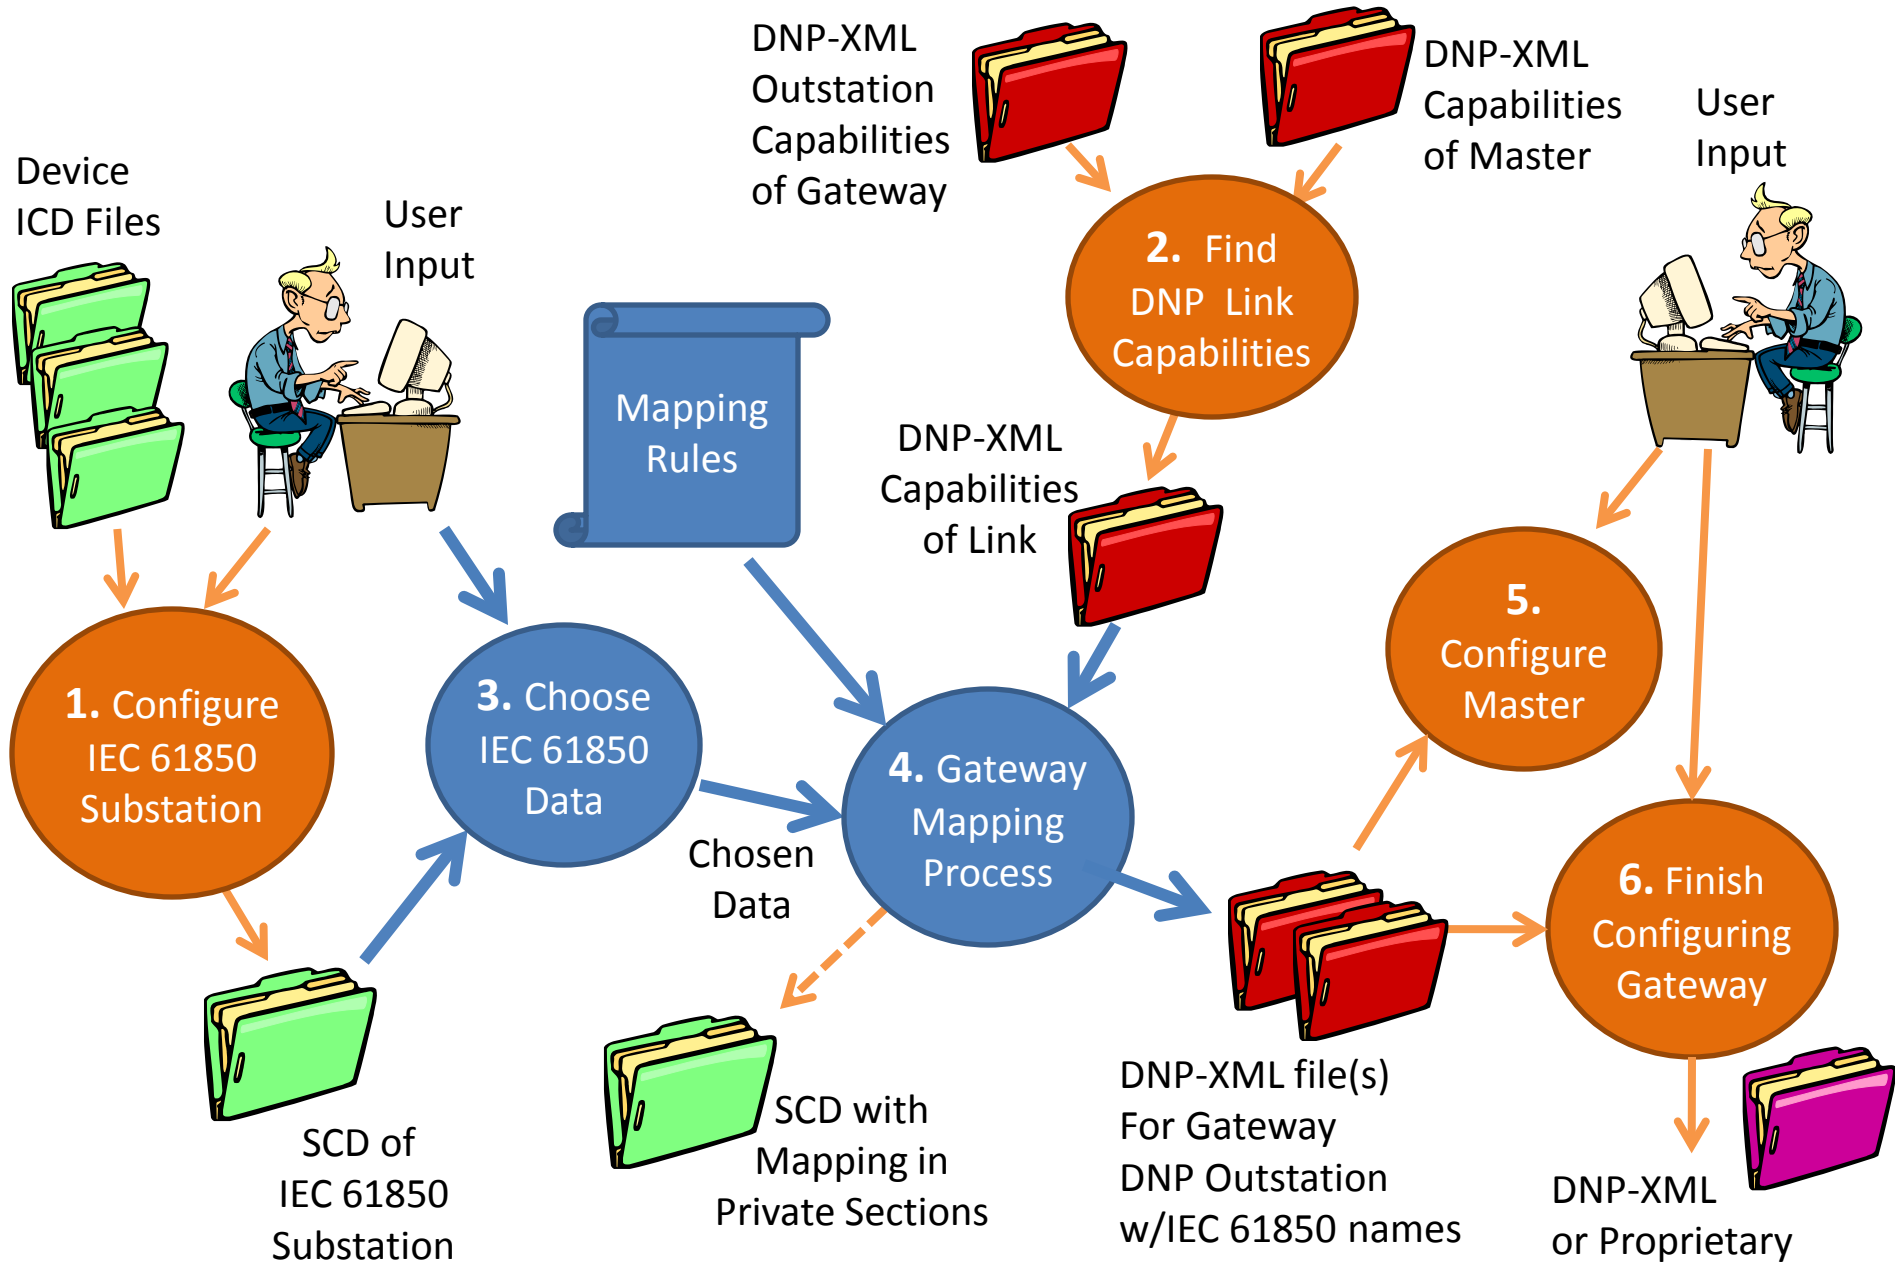 DNP-XML
Outstation
Capabilities
of Gateway
DNP-XML
Capabilities
of Master
User
Input
Device
ICD Files
User
Input
2. Find
DNP Link
Capabilities
Mapping
Rules
DNP-XML
Capabilities
of Link
5.
Configure
Master
1. Configure
IEC 61850
Substation
3. Choose
IEC 61850
Data
4. Gateway
Mapping
Process
Chosen
Data
6. Finish
Configuring
Gateway
SCD of
IEC 61850
Substation
SCD with
Mapping in
Private Sections
DNP-XML file(s)
For Gateway
DNP Outstation
w/IEC 61850 names
DNP-XML
or Proprietary